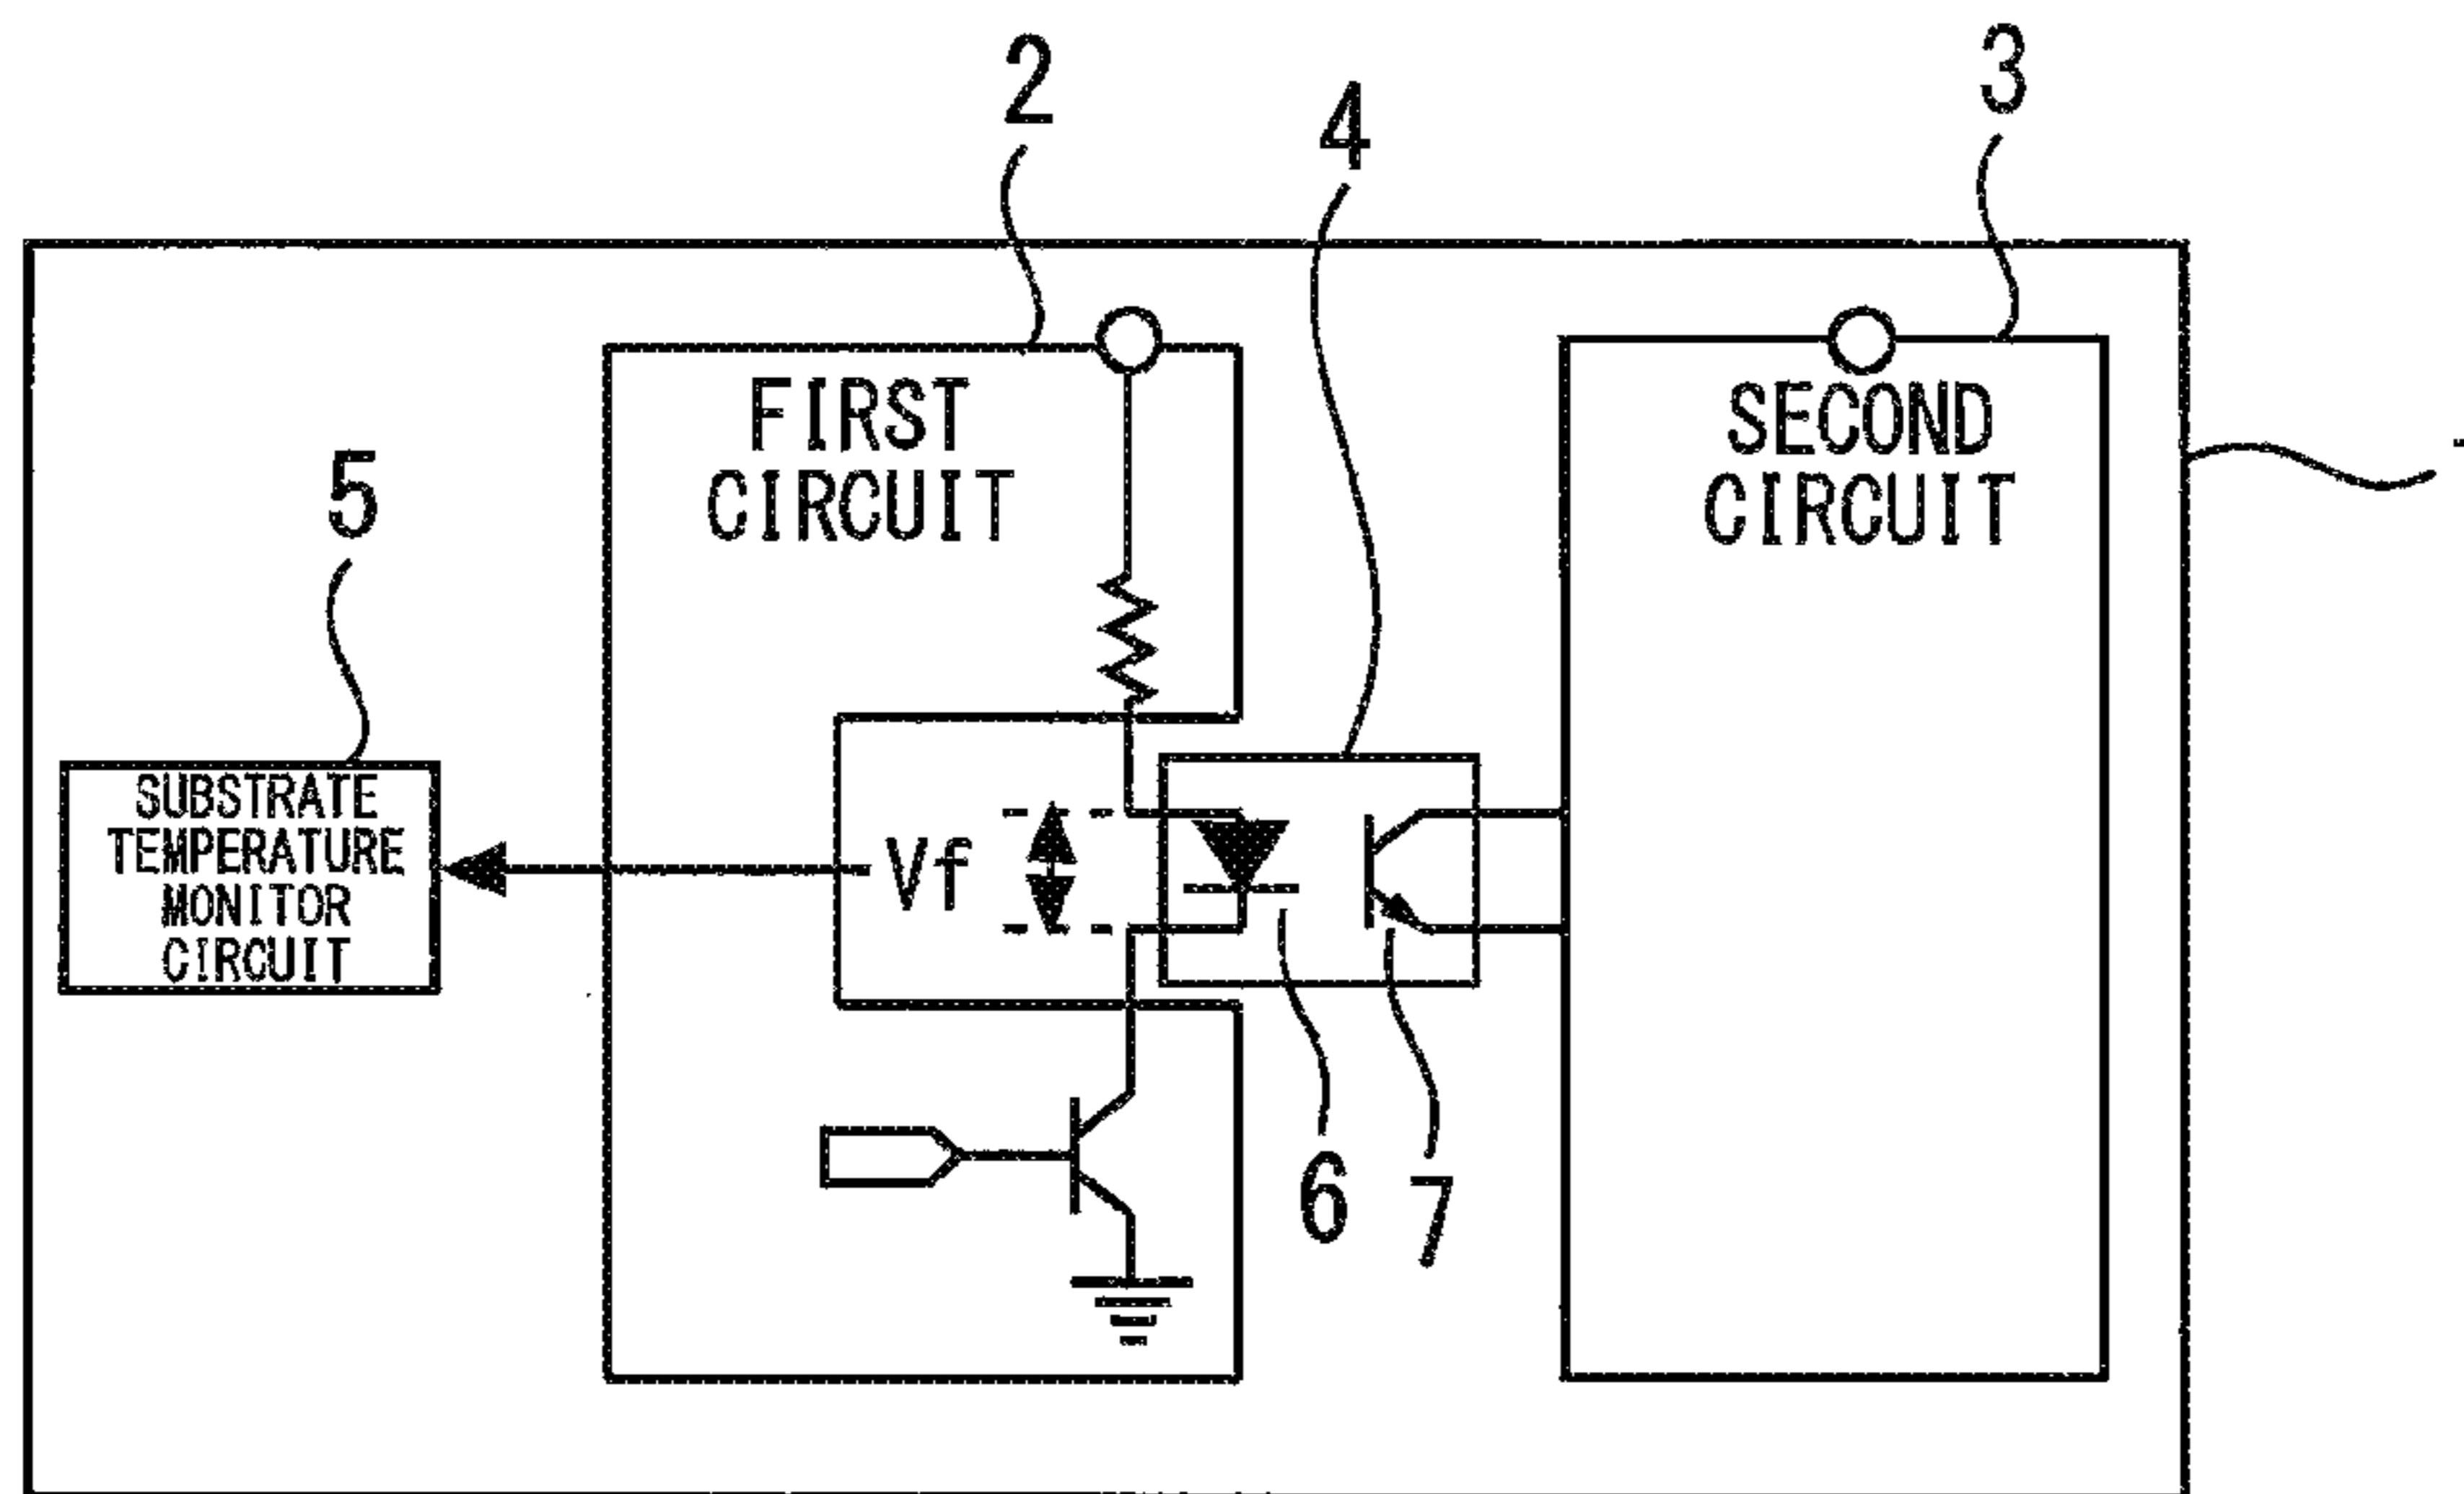 2
3
4
FIRST
CIRCUIT
SECOND
CIRCUIT
5
SUBSTRATE
TEMPERATURE
MONITOR
CIRCUIT
Vf
6
7